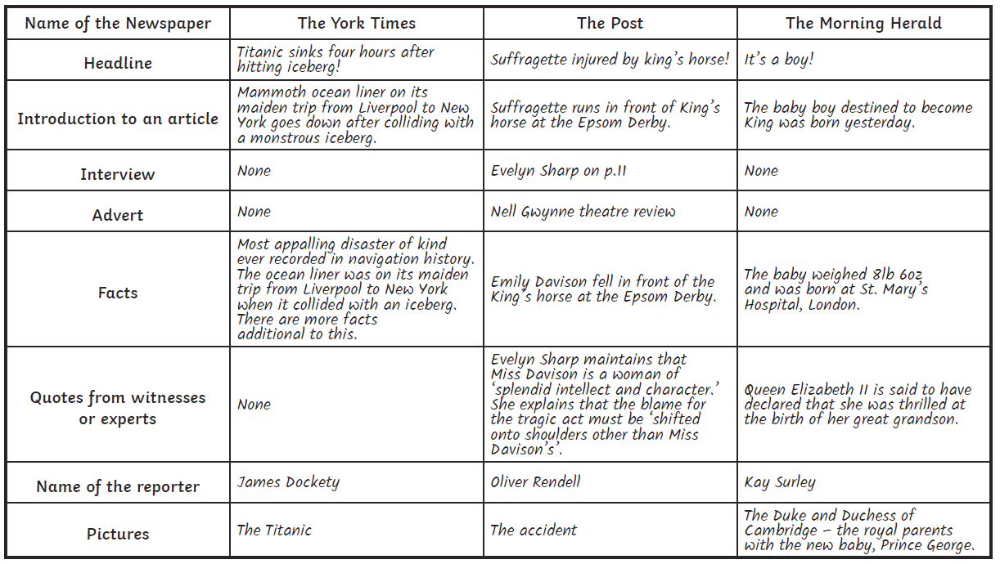 Name of the Newspaper The York Times The Post The Morning Herald
Headline
Titanic sinks four hours after
hitting iceberg!
Suffragette injured by king's horse!
It's a boy!
Introduction to an article
Mammoth ocean liner on its
maiden trip from Liverpool to New
York goes down after colliding with
a monstrous iceberg.
Suffragette runs in front of King's
horse at the Epsom Derby.
The baby boy destined to become
King was born yesterday.
Interview
None
Evelyn Sharp on p.11
None
Advert
None
Nell Gwynne theatre review
None
Facts
Most appalling disaster of kind
ever recorded in navigation history.
The ocean liner was on its maiden
trip from Liverpool to New York
when it collided with an iceberg.
There are more facts
additional to this.
Emily Davison fell in front of the
King's horse at the Epsom Derby.
The baby weighed 8lb 6oz
and was born at St. Mary's
Hospital, London.
Quotes from witnesses
or experts
None
Evelyn Sharp maintains that
Miss Davison is a woman of
'splendid intellect and character.'
She explains that the blame for
the tragic act must be 'shifted
onto shoulders other than Miss
Davison's'.
Queen Elizabeth II is said to have
declared that she was thrilled at
the birth of her great grandson.
Name of the reporter
James Dockety
Oliver Rendell
Kay Surley
Pictures
The Titanic
The accident
The Duke and Duchess of
Cambridge – the royal parents
with the new baby, Prince George.